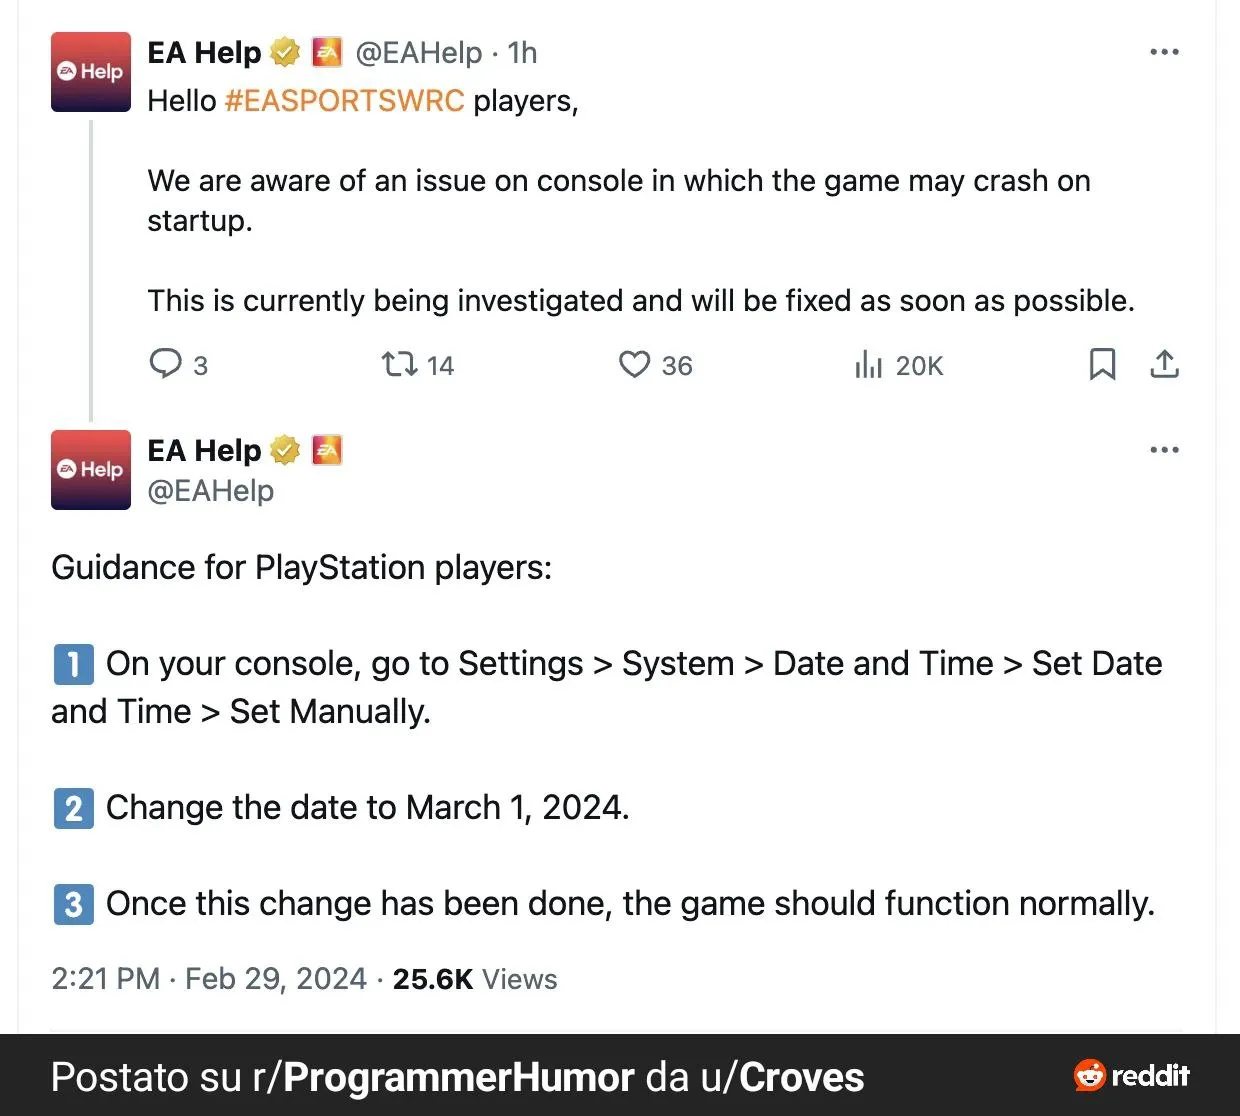 EA Help @EAHelp · 1h
EA Help
Hello #EASPORTSWRC players,
We are aware of an issue on console in which the game may crash on
startup.
This is currently being investigated and will be fixed as soon as possible.
3 14 36 20K
EA Help
EA Help
@EAHelp
Guidance for PlayStation players:
1 On your console, go to Settings > System > Date and Time > Set Date
and Time > Set Manually.
2 Change the date to March 1, 2024.
3 Once this change has been done, the game should function normally.
2:21 PM · Feb 29, 2024 · 25.6K Views
Postato su r/ProgrammerHumor da u/Croves reddit